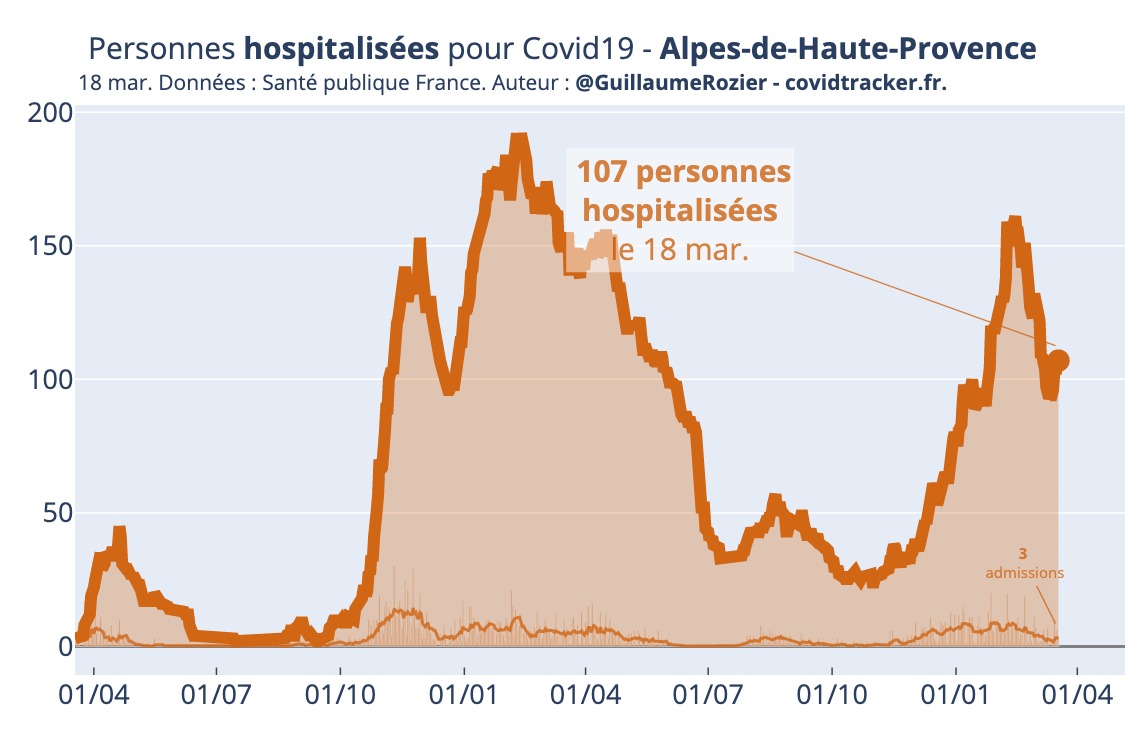 Personnes hospitalisées pour Covid19 - Alpes-de-Haute-Provence
18 mar. Données : Santé publique France. Auteur : @GuillaumeRozier - covidtracker.fr.
200
150
100
50
0
107 personnes
hospitalisées
le 18 mar.
3
admissions
01/04 01/07 01/10 01/01 01/04 01/07 01/10 01/01 01/04